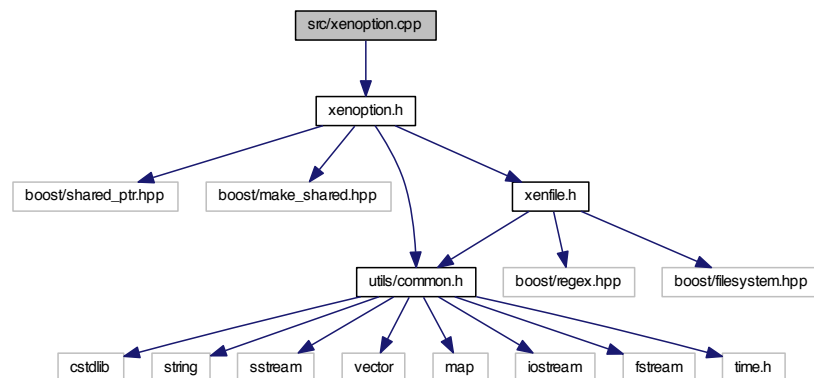 src/xenoption.cpp
xenoption.h
boost/shared_ptr.hpp
boost/make_shared.hpp
xenfile.h
utils/common.h
boost/regex.hpp
boost/filesystem.hpp
cstdlib
string
sstream
vector
map
iostream
fstream
time.h